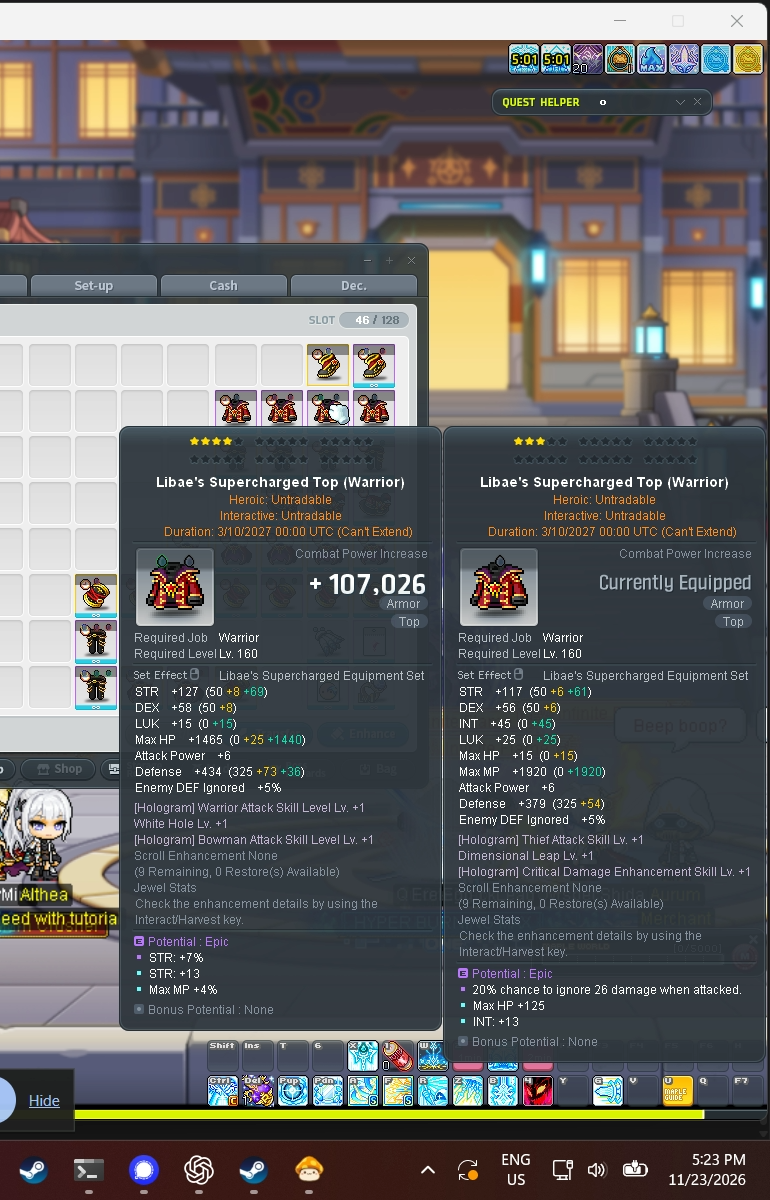 5:01 5:01
20
MAX
QUEST HELPER
Set-up Cash Dec.
SLOT 46 / 128
Libae's Supercharged Top (Warrior)
Heroic: Untradable
Interactive: Untradable
Duration: 3/10/2027 00:00 UTC (Can't Extend)
Combat Power Increase
+ 107,026
Armor
Top
Required Job Warrior
Required Level Lv. 160
Set Effect Libae's Supercharged Equipment Set
STR +127 (50 +8 +69)
DEX +58 (50 +8)
LUK +15 (0 +15)
Max HP +1465 (0 +25 +1440)
Attack Power +6
Defense +434 (325 +73 +36)
Enemy DEF Ignored +5%
[Hologram] Warrior Attack Skill Level Lv. +1
White Hole Lv. +1
[Hologram] Bowman Attack Skill Level Lv. +1
Scroll Enhancement None
(9 Remaining, 0 Restore(s) Available)
Jewel Stats
Check the enhancement details by using the
Interact/Harvest key.
E Potential : Epic
STR: +7%
STR: +13
Max MP +4%
Bonus Potential : None
Libae's Supercharged Top (Warrior)
Heroic: Untradable
Interactive: Untradable
Duration: 3/10/2027 00:00 UTC (Can't Extend)
Combat Power Increase
Currently Equipped
Armor
Top
Required Job Warrior
Required Level Lv. 160
Set Effect Libae's Supercharged Equipment Set
STR +117 (50 +6 +61)
DEX +56 (50 +6)
INT +45 (0 +45)
LUK +25 (0 +25)
Max HP +15 (0 +15)
Max MP +1920 (0 +1920)
Attack Power +6
Defense +379 (325 +54)
Enemy DEF Ignored +5%
[Hologram] Thief Attack Skill Lv. +1
Dimensional Leap Lv. +1
[Hologram] Critical Damage Enhancement Skill Lv. +1
Scroll Enhancement None
(9 Remaining, 0 Restore(s) Available)
Jewel Stats
Check the enhancement details by using the
Interact/Harvest key.
E Potential : Epic
20% chance to ignore 26 damage when attacked.
Max HP +125
INT: +13
Bonus Potential : None
Beep boop?
Enhance
Shop
Bag
Althea
eed with tutoria
Shift Ins T 6
Ctrl Del Pup Pdn A F R Z B 4 Y G V U Q F7
MAPLE GUIDE
Hide
ENG
US
5:23 PM
11/23/2026